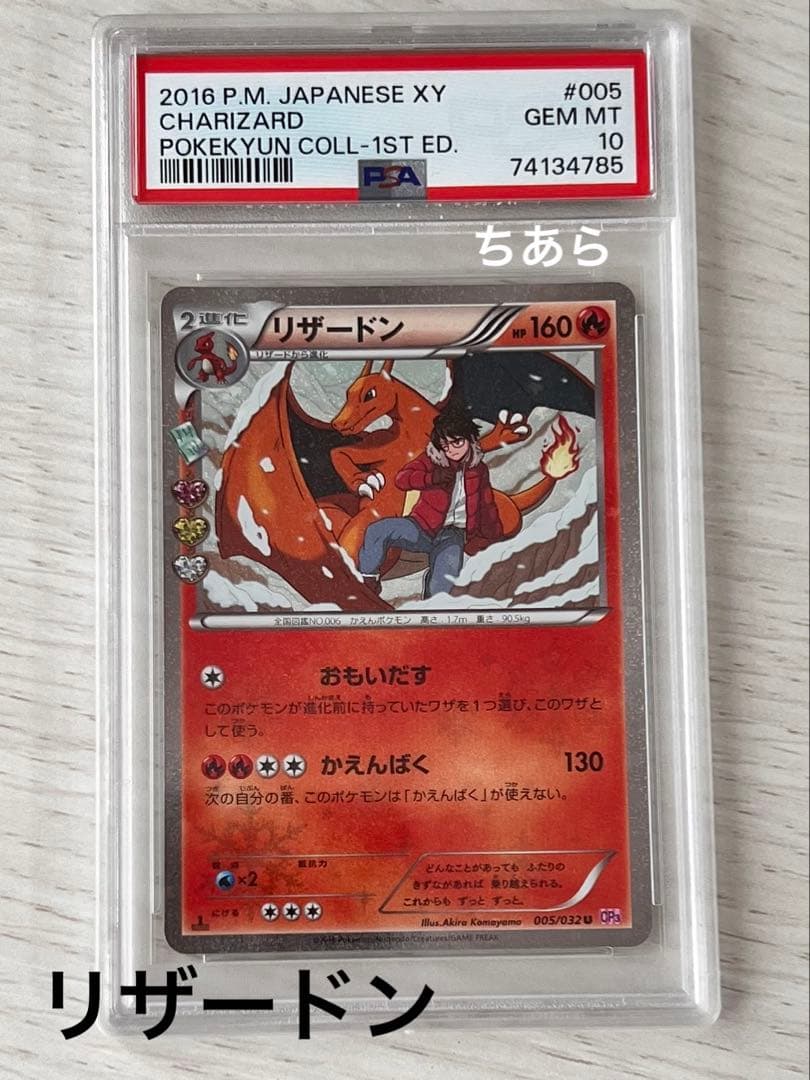 2016 P.M. JAPANESE XY #005
CHARIZARD GEM MT
POKEKYUN COLL-1ST ED. 10
74134785
PSA
ちあら
2進化 リザードン HP 160
リザードから進化
全国図鑑NO.006 かえんポケモン 高さ:1.7m 重さ:90.5kg
おもいだす
このポケモンが進化前に持っていたワザを1つ選び、このワザと
して使う。
かえんばく 130
次の自分の番、このポケモンは「かえんばく」が使えない。
弱点 抵抗力
×2
どんなことがあっても ふたりの
きずながあれば 乗り越えられる。
これからも ずっと ずっと。
にげる
Illus.Akira Komayama 005/032 U CP3
リザードン